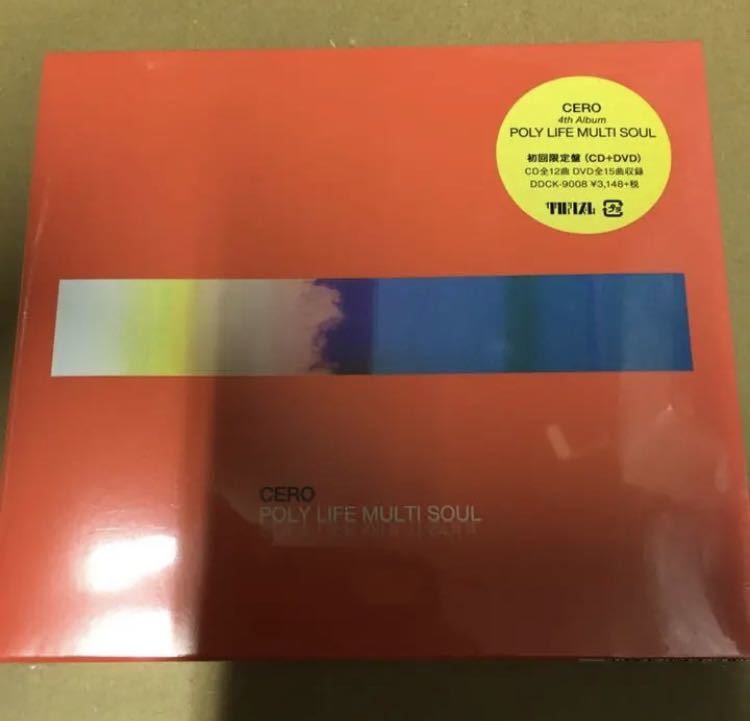 CERO
4th Album
POLY LIFE MULTI SOUL
初回限定盤 (CD+DVD)
CD全12曲 DVD全15曲収録
DDCK-9008 ¥3,148+税
CERO
POLY LIFE MULTI SOUL